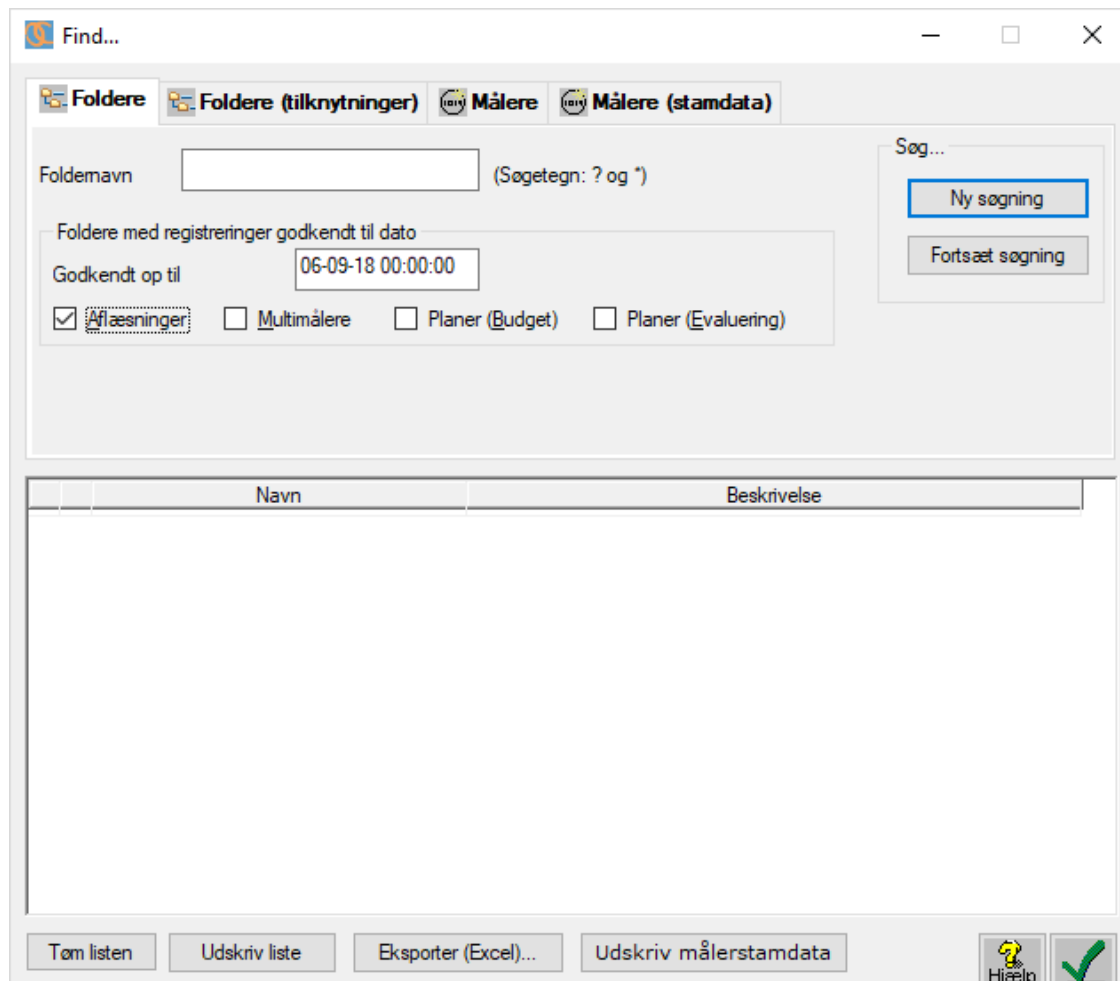 Find...
Foldere Foldere (tilknytninger) Målere Målere (stamdata)
Foldernavn (Søgetegn: ? og *)
Søg...
Ny søgning
Fortsæt søgning
Foldere med registreringer godkendt til dato
Godkendt op til 06-09-18 00:00:00
Aflæsninger Multimålere Planer (Budget) Planer (Evaluering)
Navn Beskrivelse
Tøm listen Udskriv liste Eksporter (Excel)... Udskriv målerstamdata Hjælp